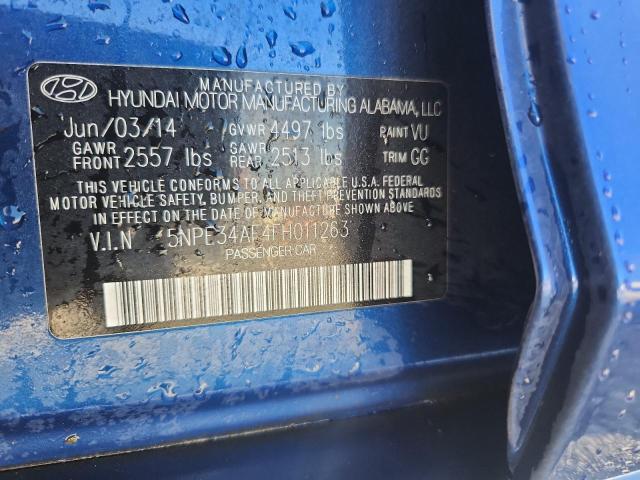 MANUFACTURED BY
HYUNDAI MOTOR MANUFACTURING ALABAMA, LLC
Jun/03/14 GVWR 4497 lbs PAINT VU
GAWR FRONT 2557 lbs GAWR REAR 2513 lbs TRIM GG
THIS VEHICLE CONFORMS TO ALL APPLICABLE U.S.A. FEDERAL
MOTOR VEHICLE SAFETY, BUMPER, AND THEFT PREVENTION STANDARDS
IN EFFECT ON THE DATE OF MANUFACTURE SHOWN ABOVE.
V.I.N 5NPE34AF4FH011263
PASSENGER CAR